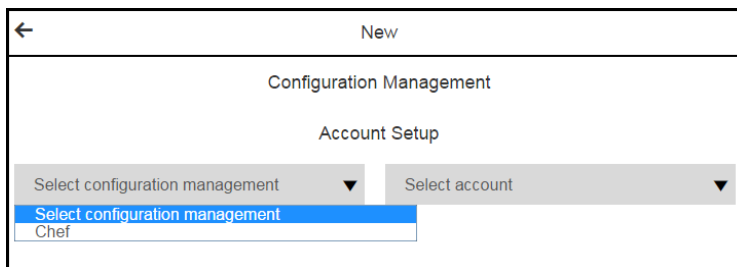 New
Configuration Management
Account Setup
Select configuration management
Select account
Select configuration management
Chef